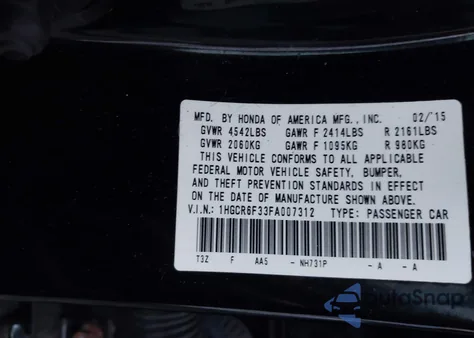 MFD. BY HONDA OF AMERICA MFG., INC. 02/15
GVWR 4542LBS GAWR F 2414LBS R 2161LBS
GVWR 2060KG GAWR F 1095KG R 980KG
THIS VEHICLE CONFORMS TO ALL APPLICABLE
FEDERAL MOTOR VEHICLE SAFETY, BUMPER,
AND THEFT PREVENTION STANDARDS IN EFFECT
ON THE DATE OF MANUFACTURE SHOWN ABOVE.
V.I.N.: 1HGCR6F33FA007312 TYPE: PASSENGER CAR
T3Z F AA5 - NH731P - A - A
AutoSnap